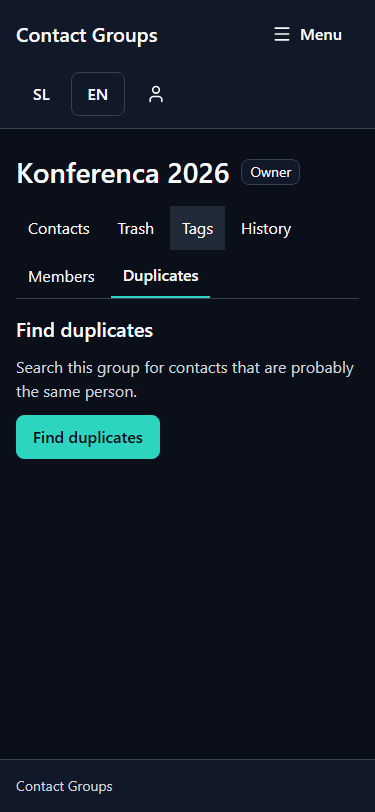 Contact Groups
Menu
SL
EN
Konferenca 2026
Owner
Contacts
Trash
Tags
History
Members
Duplicates
Find duplicates
Search this group for contacts that are probably
the same person.
Find duplicates
Contact Groups